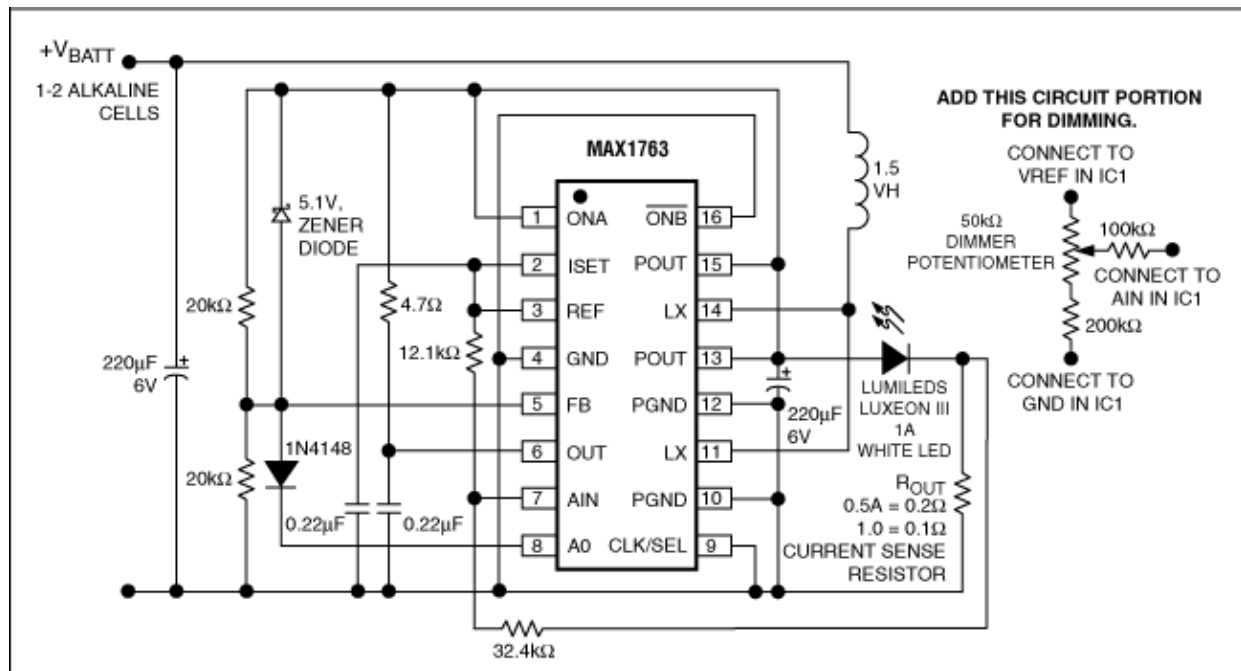 +VBATT
1-2 ALKALINE
CELLS
220µF
6V
20kΩ
20kΩ
5.1V,
ZENER
DIODE
1N4148
0.22µF
4.7Ω
0.22µF
12.1kΩ
32.4kΩ
MAX1763
1 ONA
2 ISET
3 REF
4 GND
5 FB
6 OUT
7 AIN
8 A0
ONB 16
POUT 15
LX 14
POUT 13
PGND 12
LX 11
PGND 10
CLK/SEL 9
1.5
VH
220µF
6V
LUMILEDS
LUXEON III
1A
WHITE LED
ROUT
0.5A = 0.2Ω
1.0 = 0.1Ω
CURRENT SENSE
RESISTOR
ADD THIS CIRCUIT PORTION
FOR DIMMING.
CONNECT TO
VREF IN IC1
50kΩ
DIMMER
POTENTIOMETER
100kΩ
CONNECT TO
AIN IN IC1
200kΩ
CONNECT TO
GND IN IC1